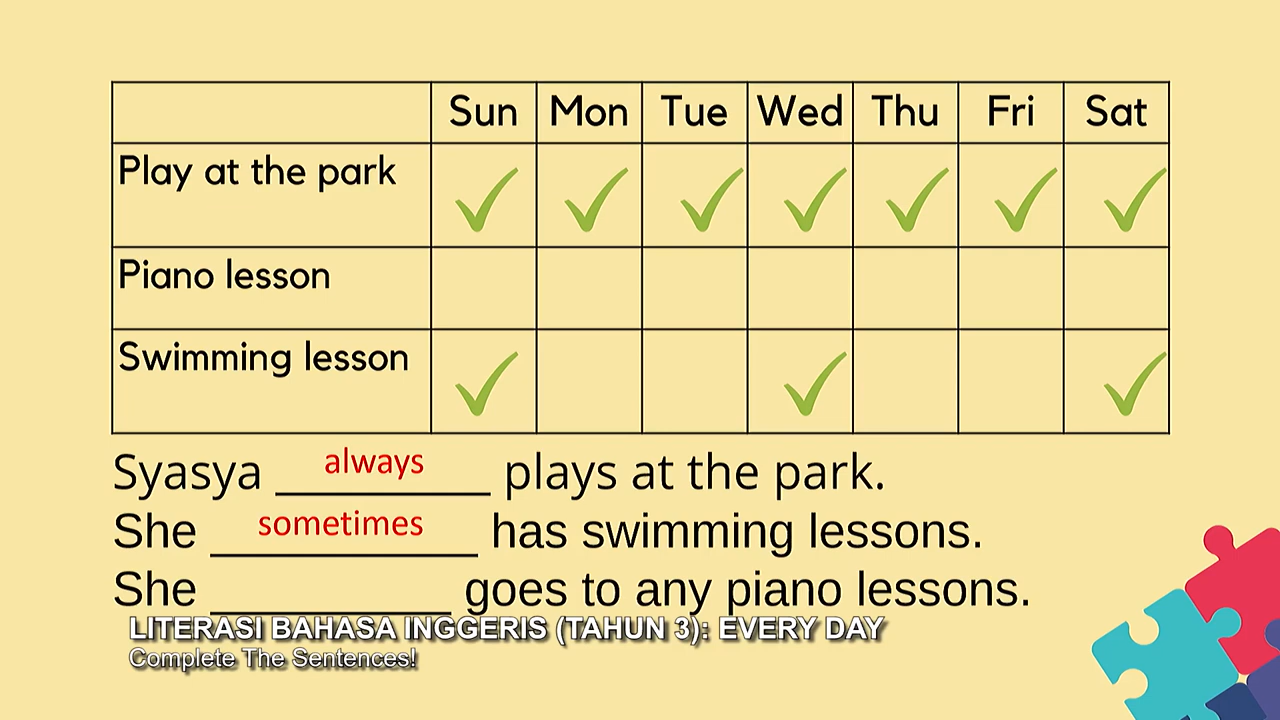 Sun Mon Tue Wed Thu Fri Sat
Play at the park
Piano lesson
Swimming lesson
Syasya always plays at the park.
She sometimes has swimming lessons.
She __________ goes to any piano lessons.
LITERASI BAHASA INGGERIS (TAHUN 3): EVERY DAY
Complete The Sentences!